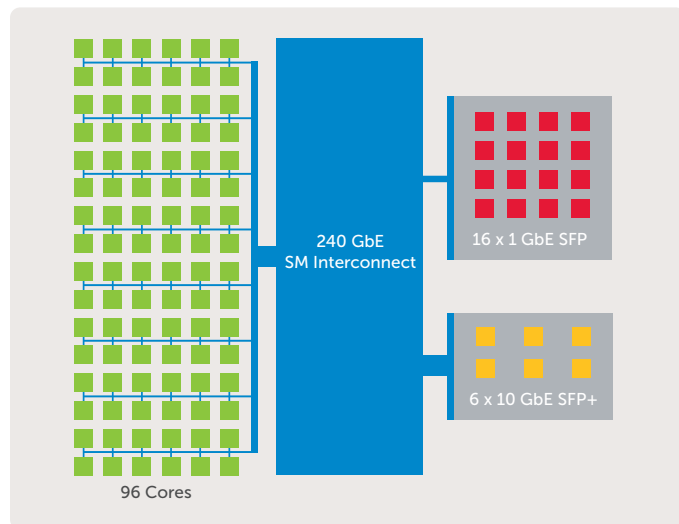 240 GbE
SM Interconnect
16 x 1 GbE SFP
6 x 10 GbE SFP+
96 Cores